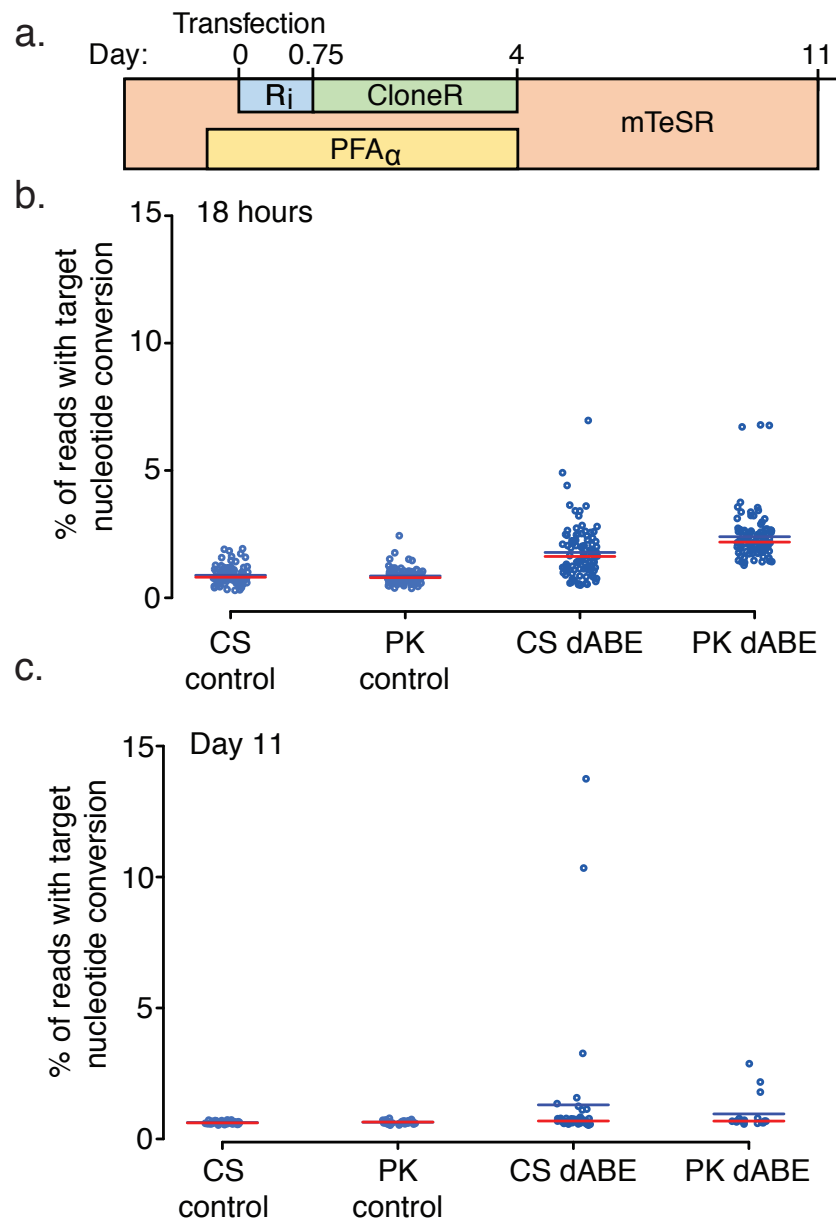 a.
Transfection
Day: 0 0.75 4 11
Ri CloneR
mTeSR
PFAα
b.
18 hours
% of reads with target
nucleotide conversion
15
10
5
0
CS
control
PK
control
CS dABE
PK dABE
c.
Day 11
% of reads with target
nucleotide conversion
15
10
5
0
CS
control
PK
control
CS dABE
PK dABE